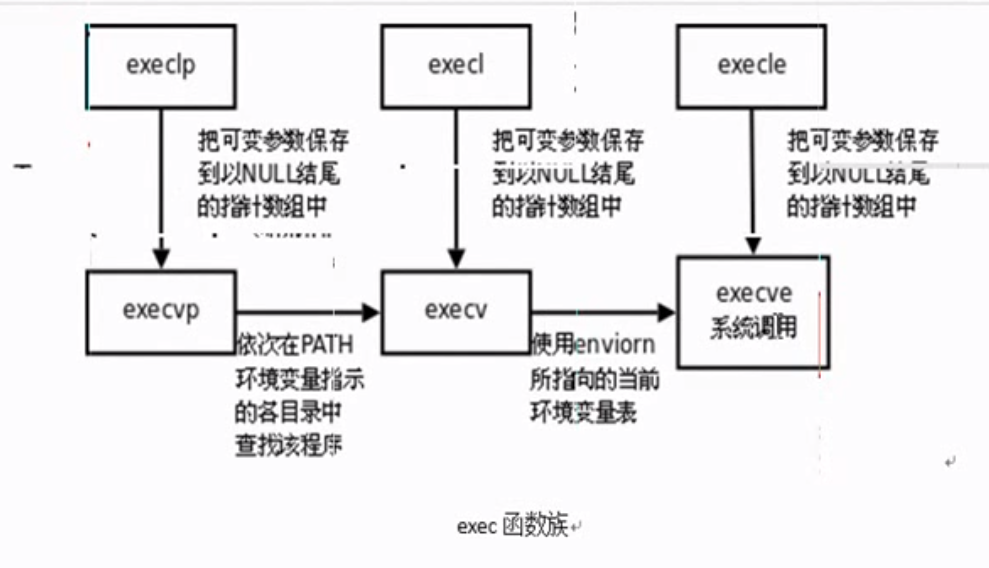 execlp
execl
execle
把可变参数保存
到以NULL结尾
的指针数组中
把可变参数保存
到以NULL结尾
的指针数组中
把可变参数保存
到以NULL结尾
的指针数组中
execvp
execv
execve
系统调用
依次在PATH
环境变量指示
的各目录中
查找该程序
使用enviorn
所指向的当前
环境变量表
exec 函数族